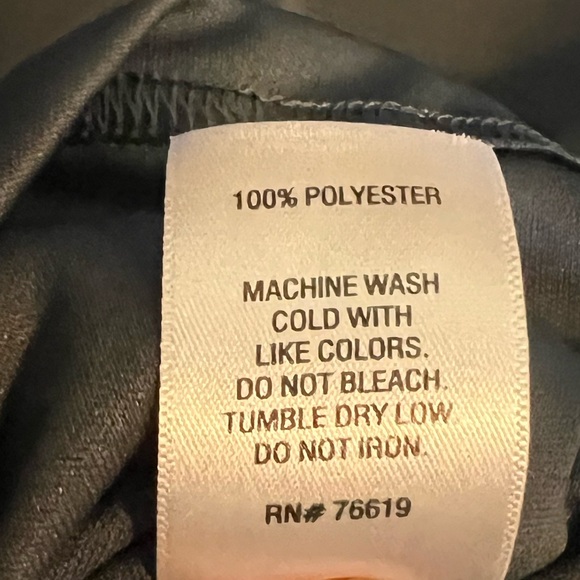 100% POLYESTER
MACHINE WASH
COLD WITH
LIKE COLORS.
DO NOT BLEACH.
TUMBLE DRY LOW
DO NOT IRON.
RN# 76619